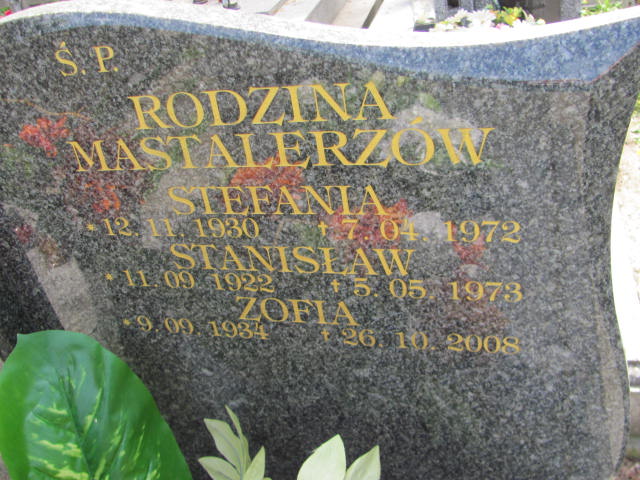 Ś. P.
RODZINA
MASTALERZÓW
STEFANIA
* 12. 11. 1930 + 7. 04. 1972
STANISŁAW
* 11. 09 1922 + 5. 05. 1973
ZOFIA
* 9. 09. 1934 + 26. 10. 2008